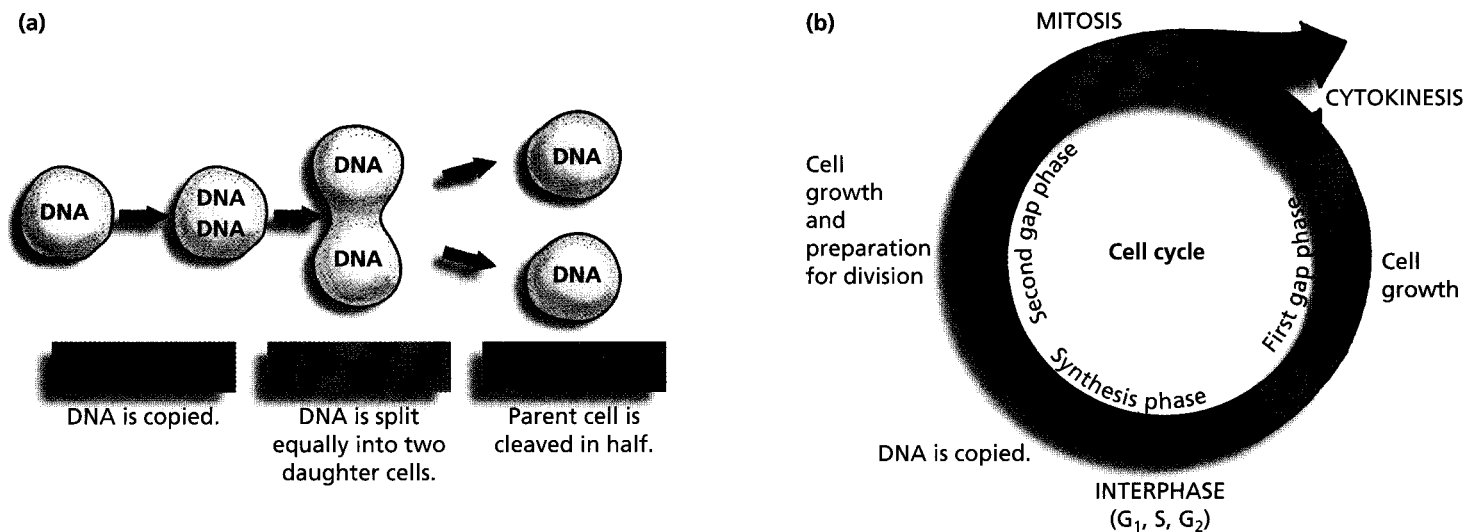 (a)
DNA
DNA
DNA
DNA
DNA
DNA
DNA
DNA is copied.
DNA is split
equally into two
daughter cells.
Parent cell is
cleaved in half.
(b)
MITOSIS
CYTOKINESIS
Cell
growth
and
preparation
for division
Second gap phase
Cell cycle
First gap phase
Cell
growth
Synthesis phase
DNA is copied.
INTERPHASE
(G₁, S, G₂)